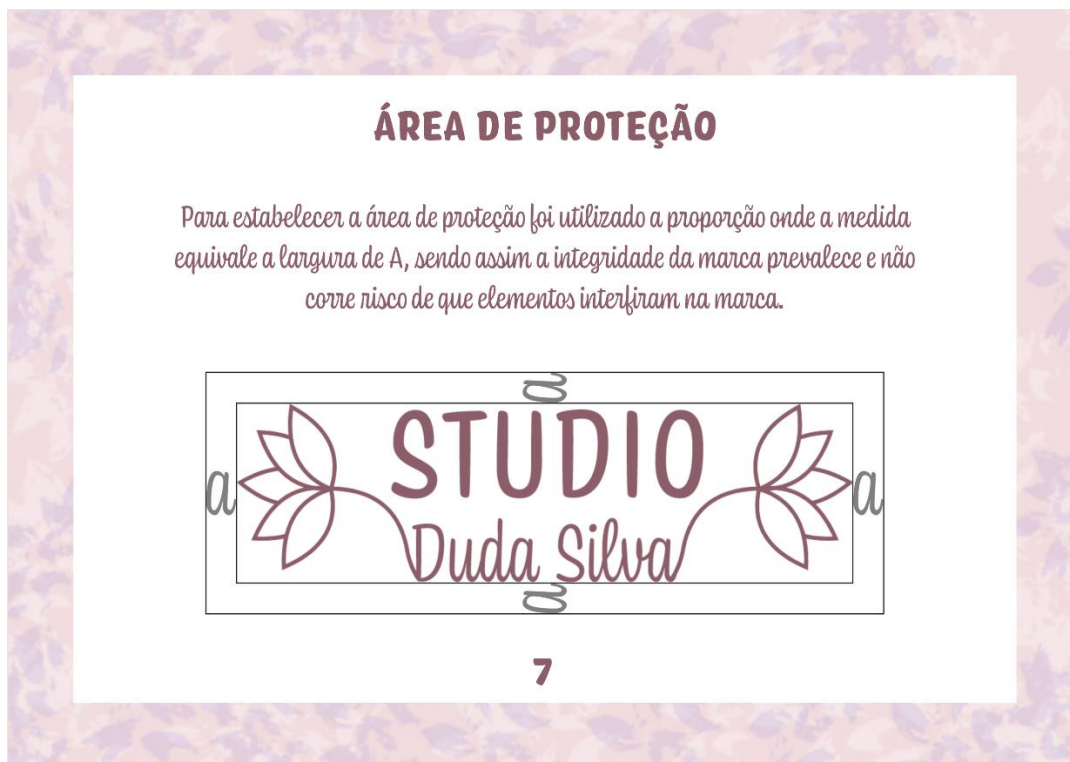 ÁREA DE PROTEÇÃO
Para estabelecer a área de proteção foi utilizado a proporção onde a medida
equivale a largura de A, sendo assim a integridade da marca prevalece e não
corre risco de que elementos interfiram na marca.
a
STUDIO
a
a
Duda Silva
a
7